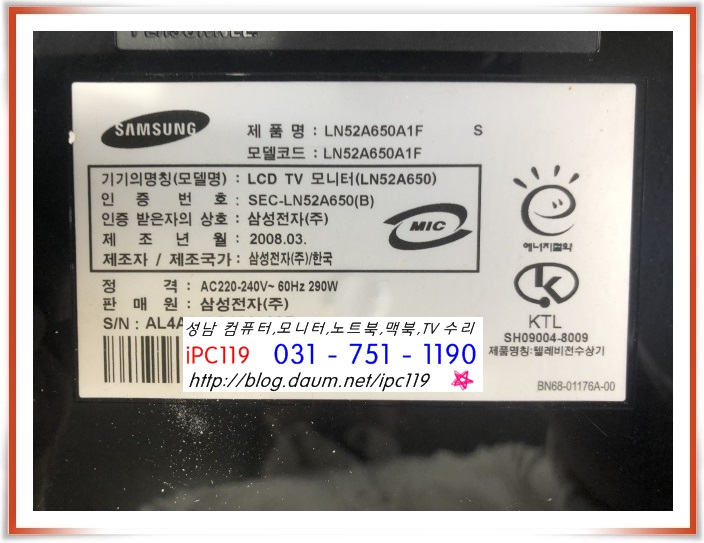 SAMSUNG
제 품 명 : LN52A650A1F S
모델코드 : LN52A650A1F
기기의명칭(모델명) : LCD TV 모니터(LN52A650)
인 증 번 호 : SEC-LN52A650(B)
인증 받은자의 상호 : 삼성전자(주)
제 조 년 월 : 2008.03.
제조자 / 제조국가 : 삼성전자(주)/한국
MIC
에너지절약
정 격 : AC220-240V~ 60Hz 290W
판 매 원 : 삼성전자(주)
S/N : AL4A
K
KTL
SH09004-8009
제품명칭:텔레비전수상기
BN68-01176A-00
성남 컴퓨터,모니터,노트북,맥북,TV 수리
iPC119 031 - 751 - 1190
http://blog.daum.net/ipc119